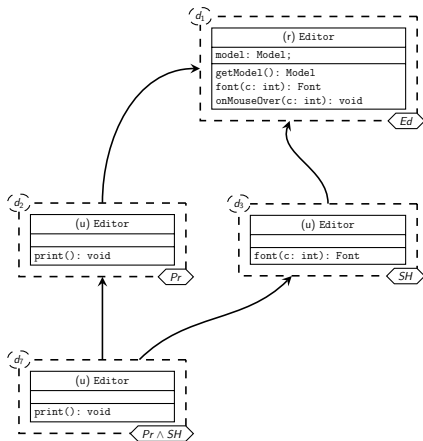 d₁
(r) Editor
model: Model;
getModel(): Model
font(c: int): Font
onMouseOver(c: int): void
Ed
d₂
(u) Editor
print(): void
Pr
d₃
(u) Editor
font(c: int): Font
SH
d₇
(u) Editor
print(): void
Pr ∧ SH